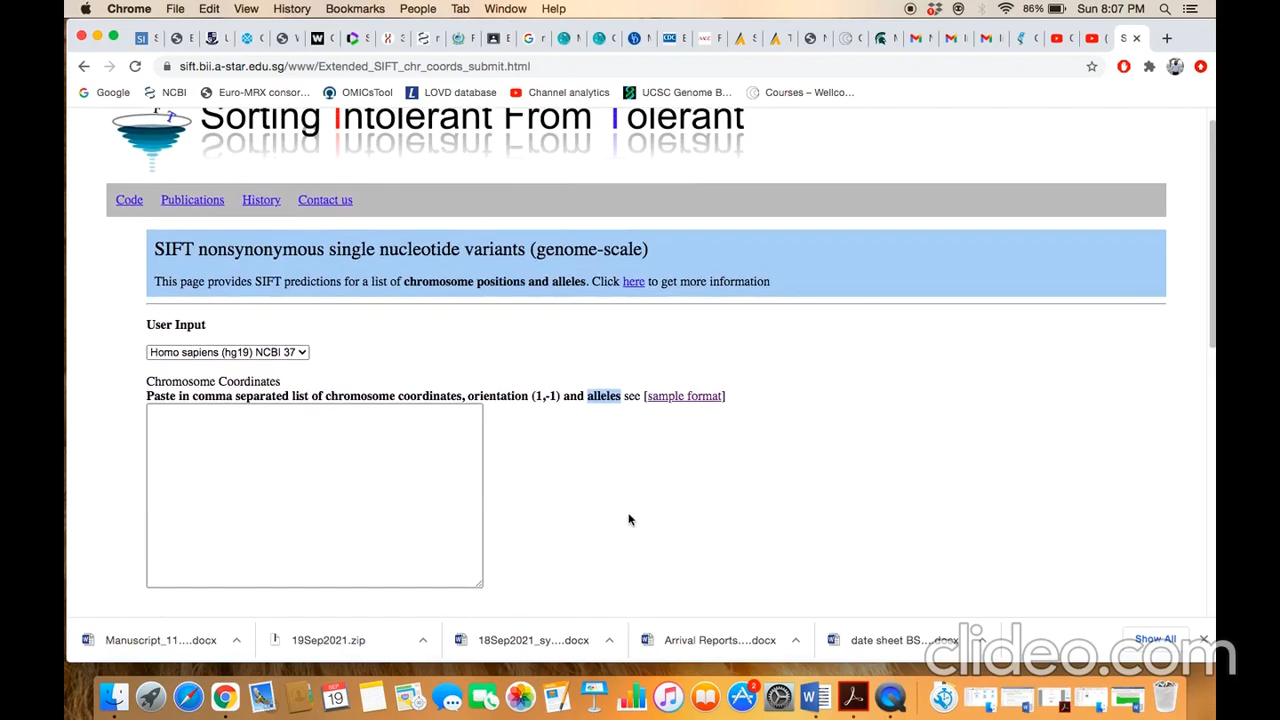 Chrome File Edit View History Bookmarks People Tab Window Help 86% Sun 8:07 PM
sift.bii.a-star.edu.sg/www/Extended_SIFT_chr_coords_submit.html
Google NCBI Euro-MRX consor... OMICsTool LOVD database Channel analytics UCSC Genome B... Courses – Wellco...
Sorting Intolerant From Tolerant
Code Publications History Contact us
SIFT nonsynonymous single nucleotide variants (genome-scale)
This page provides SIFT predictions for a list of chromosome positions and alleles. Click here to get more information
User Input
Homo sapiens (hg19) NCBI 37
Chromosome Coordinates
Paste in comma separated list of chromosome coordinates, orientation (1,-1) and alleles see [sample format]
Manuscript_11....docx 19Sep2021.zip 18Sep2021_sy....docx Arrival Reports....docx date sheet BS....docx Show All
clideo.com
SEP
19
2